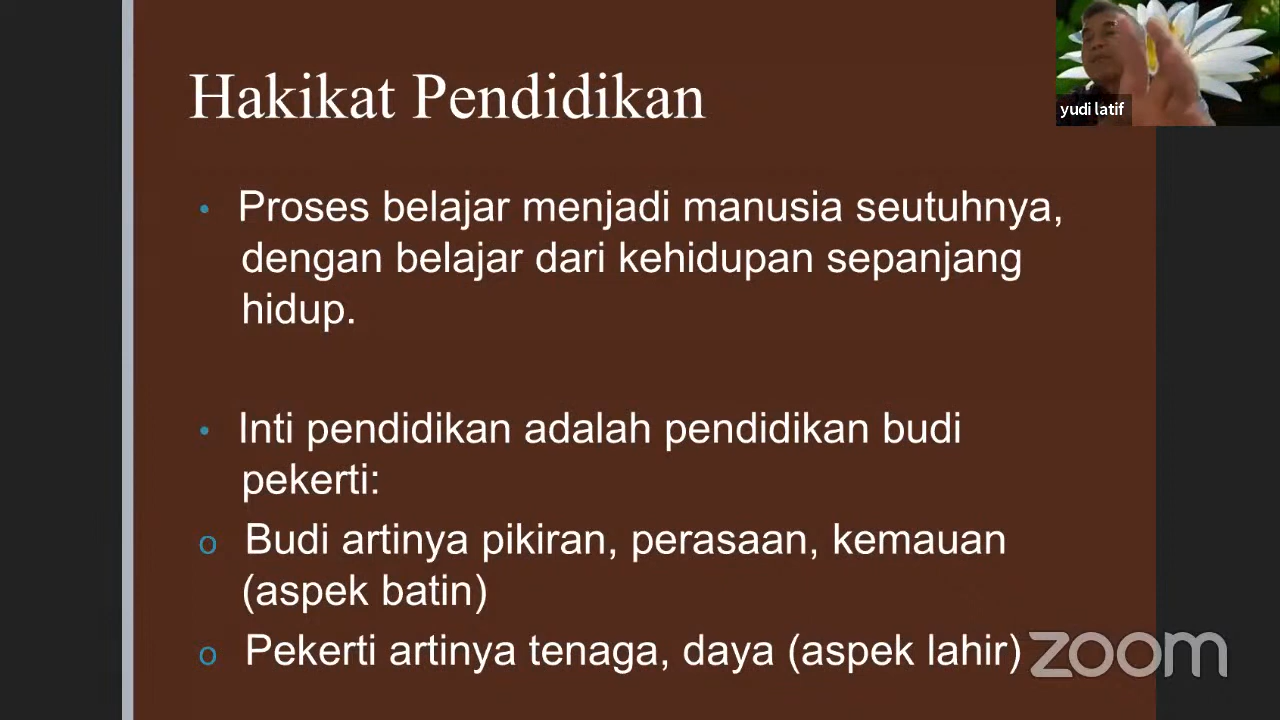 Hakikat Pendidikan
yudi latif
• Proses belajar menjadi manusia seutuhnya,
dengan belajar dari kehidupan sepanjang
hidup.
• Inti pendidikan adalah pendidikan budi
pekerti:
o Budi artinya pikiran, perasaan, kemauan
(aspek batin)
o Pekerti artinya tenaga, daya (aspek lahir)
zoom